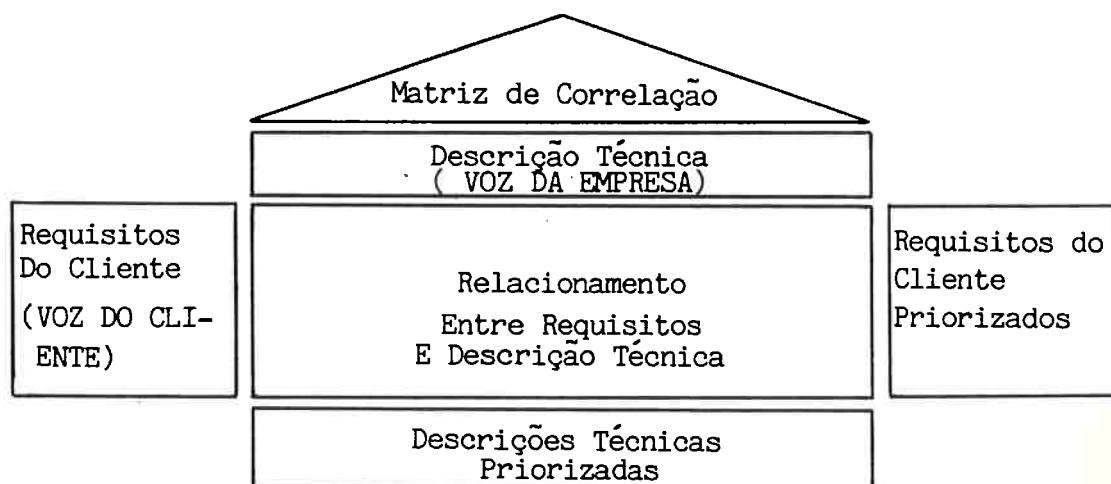 Matriz de Correlação
Descrição Técnica
( VOZ DA EMPRESA)
Requisitos
Do Cliente
(VOZ DO CLI-
ENTE)
Relacionamento
Entre Requisitos
E Descrição Técnica
Requisitos do
Cliente
Priorizados
Descrições Técnicas
Priorizadas